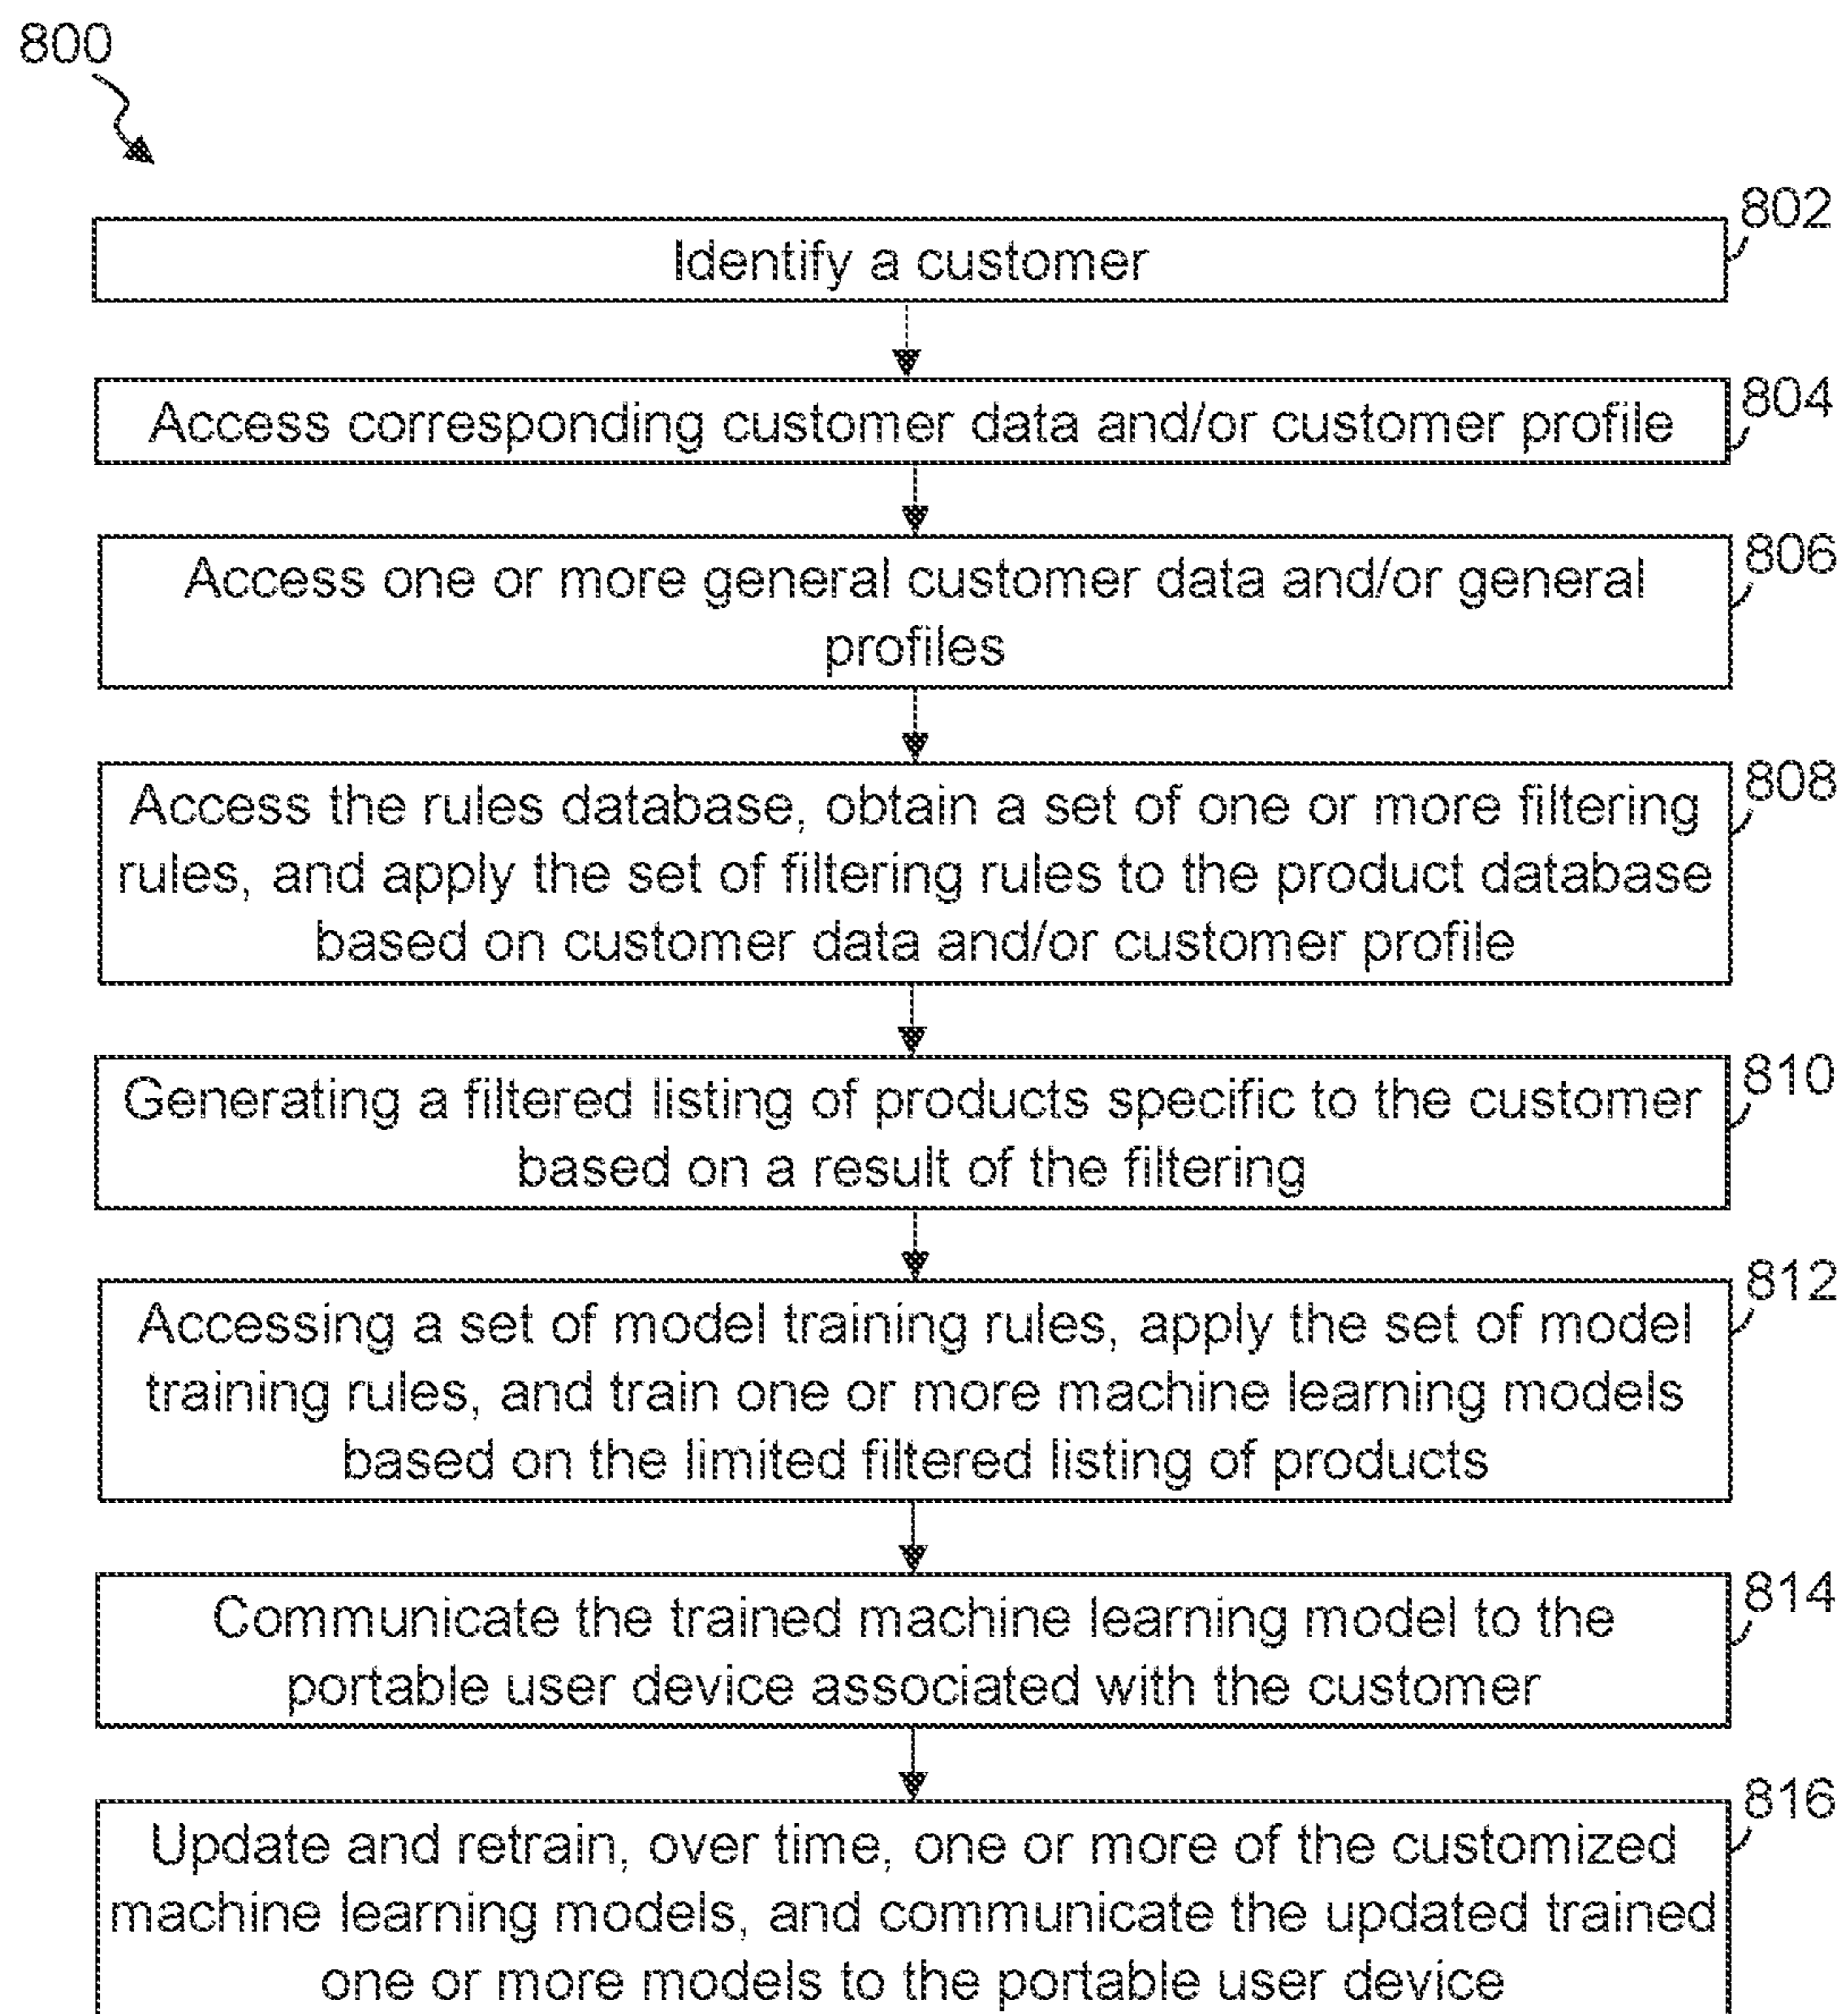 800
802
Identify a customer
804
Access corresponding customer data and/or customer profile
806
Access one or more general customer data and/or general
profiles
808
Access the rules database, obtain a set of one or more filtering
rules, and apply the set of filtering rules to the product database
based on customer data and/or customer profile
810
Generating a filtered listing of products specific to the customer
based on a result of the filtering
812
Accessing a set of model training rules, apply the set of model
training rules, and train one or more machine learning models
based on the limited filtered listing of products
814
Communicate the trained machine learning model to the
portable user device associated with the customer
816
Update and retrain, over time, one or more of the customized
machine learning models, and communicate the updated trained
one or more models to the portable user device